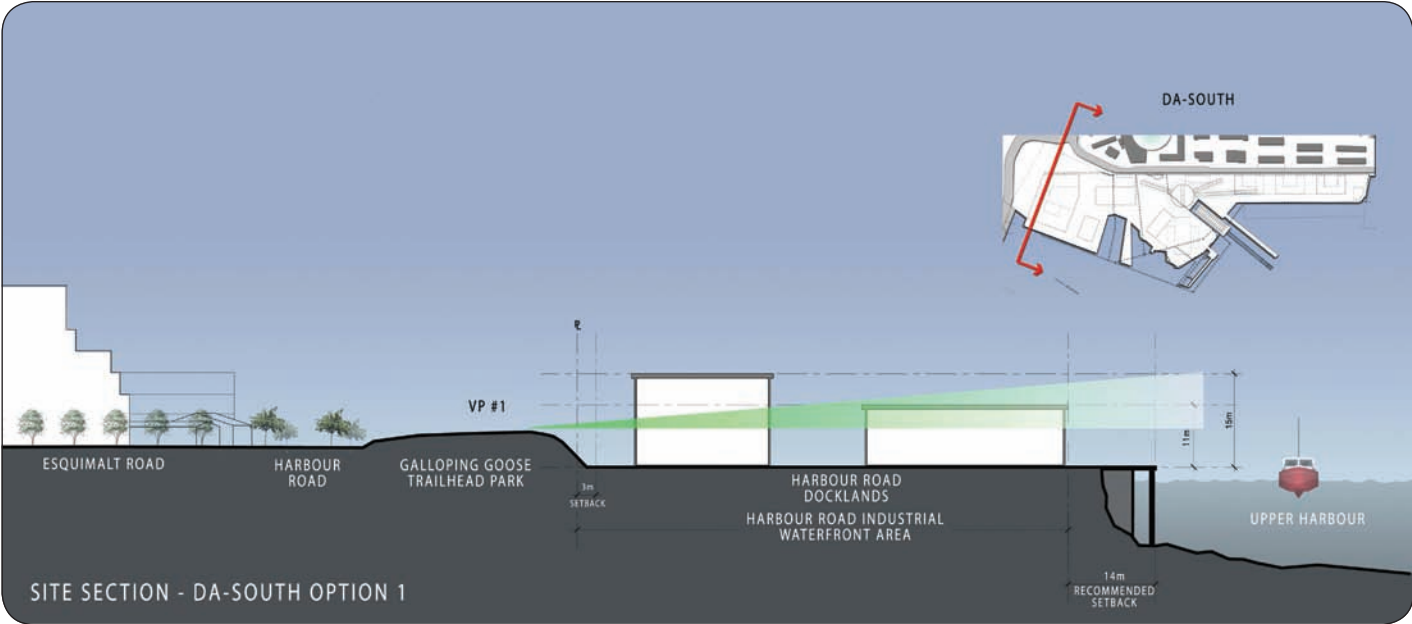 DA-SOUTH
VP #1
15m
11m
ESQUIMALT ROAD
HARBOUR
ROAD
GALLOPING GOOSE
TRAILHEAD PARK
3m
SETBACK
HARBOUR ROAD
DOCKLANDS
HARBOUR ROAD INDUSTRIAL
WATERFRONT AREA
UPPER HARBOUR
14m
RECOMMENDED
SETBACK
SITE SECTION - DA-SOUTH OPTION 1